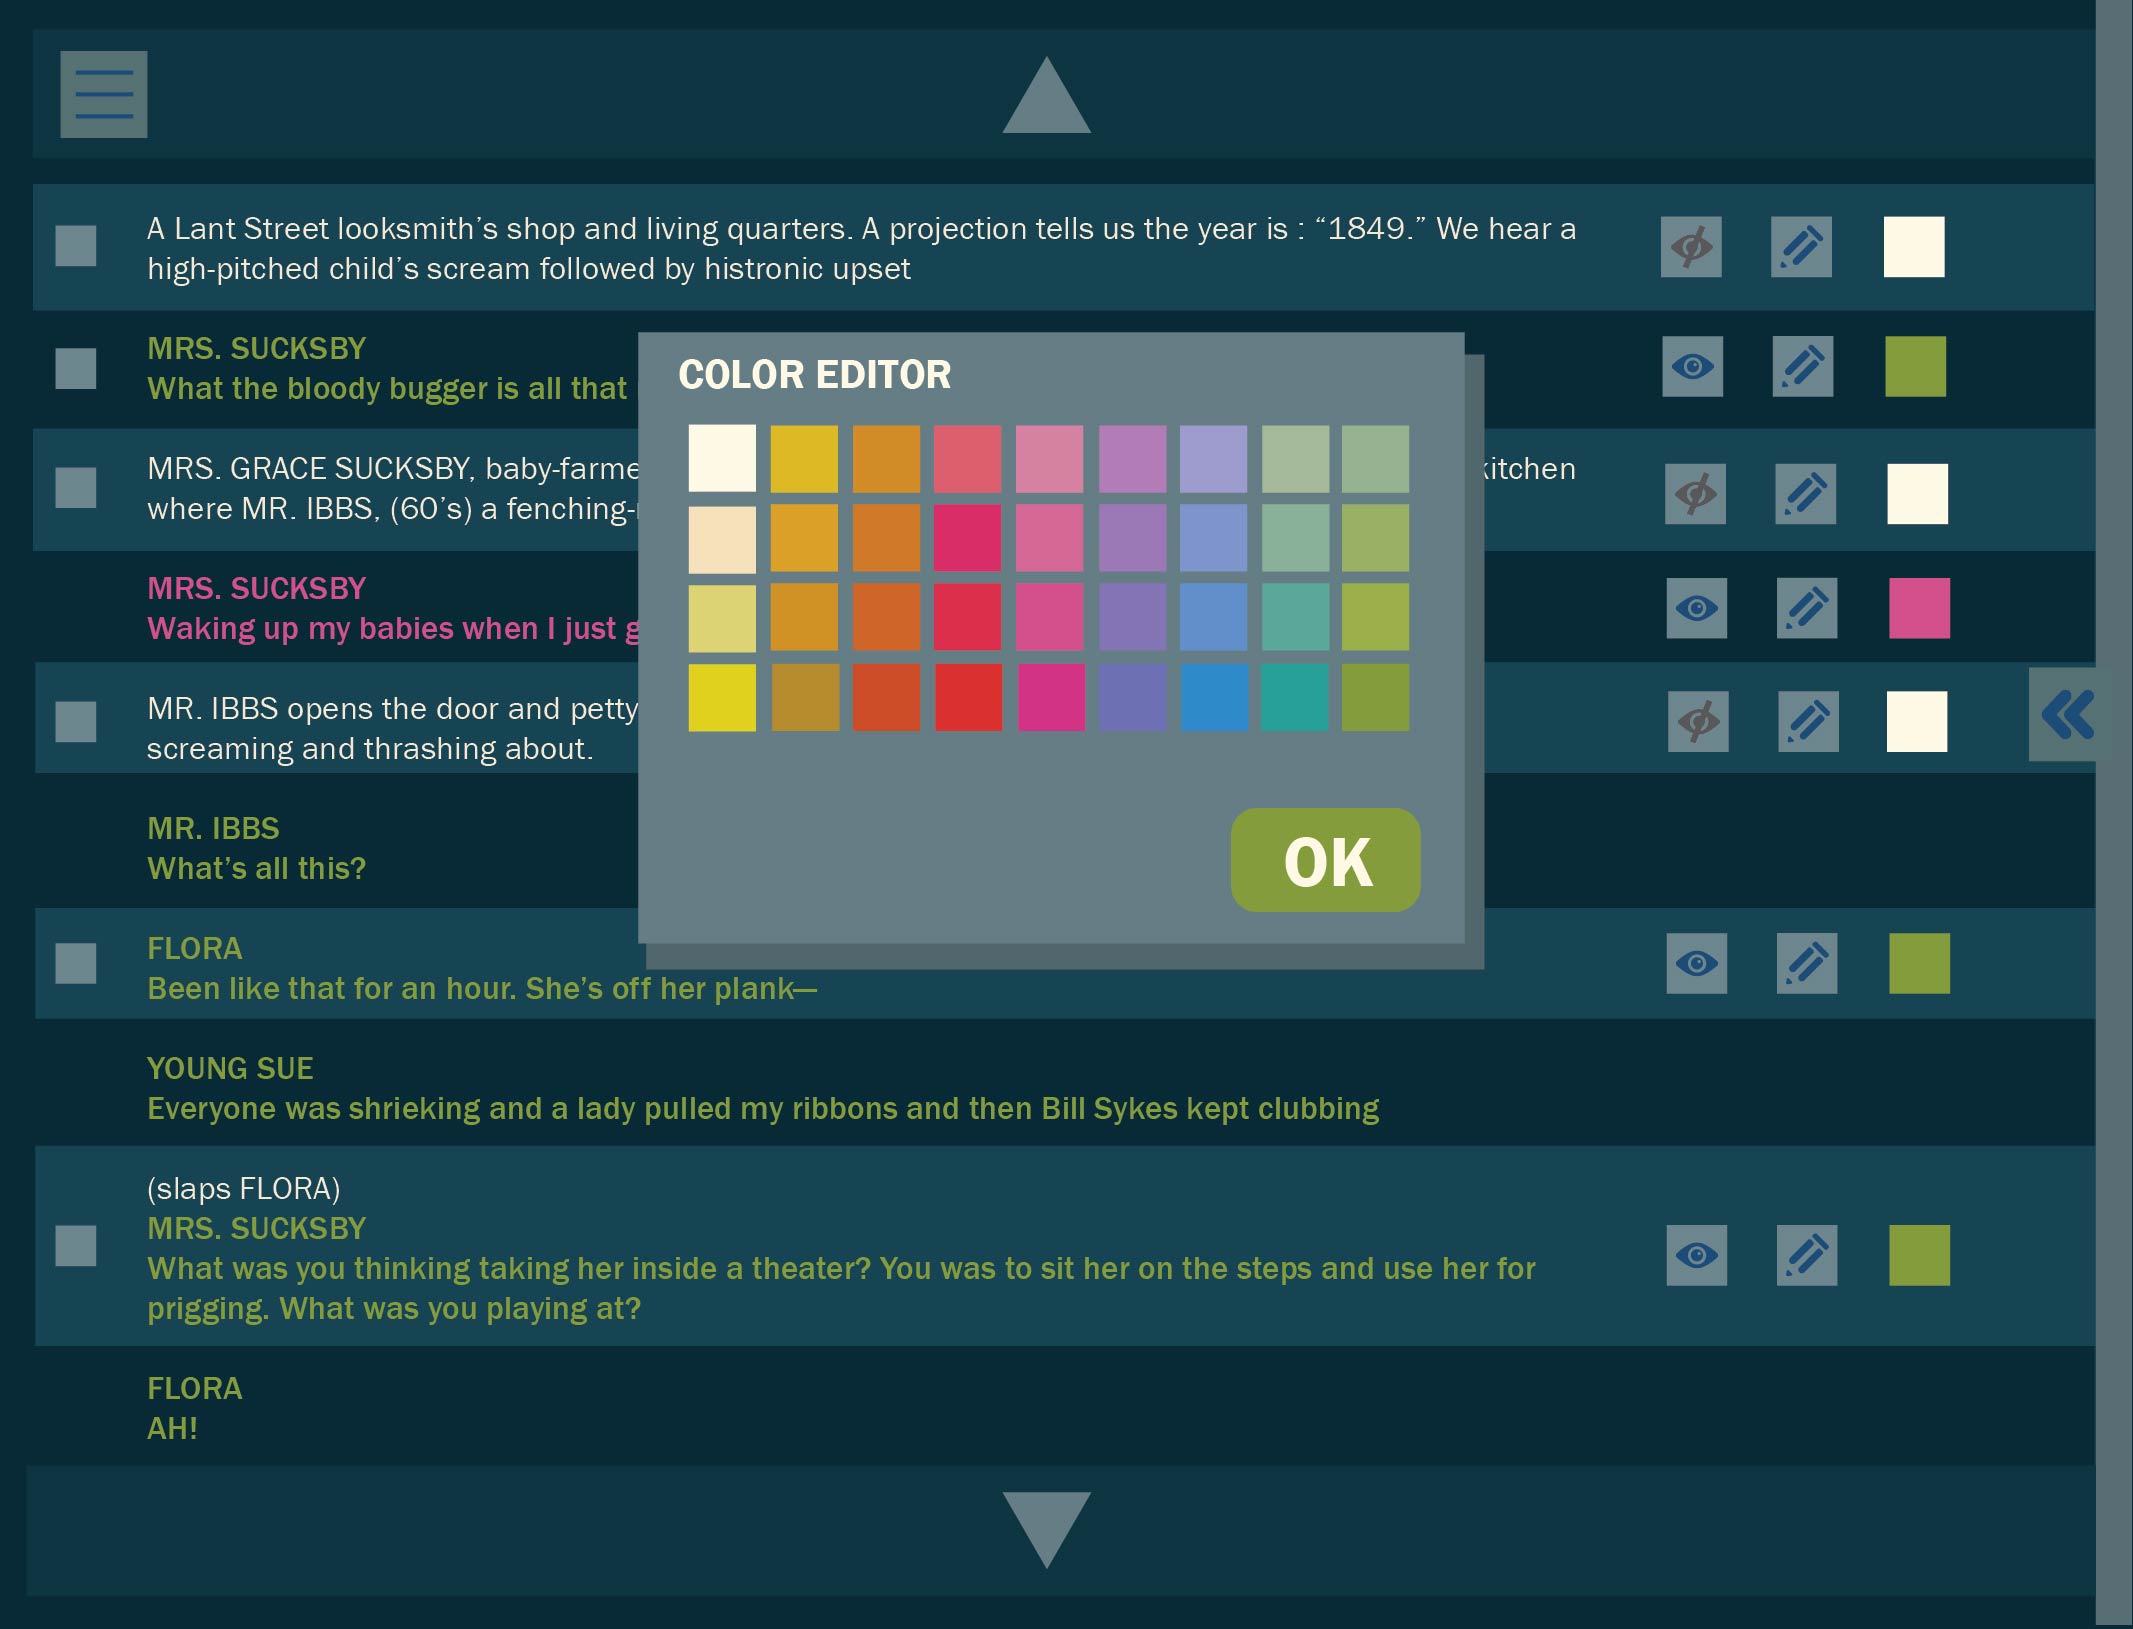 A Lant Street looksmith’s shop and living quarters. A projection tells us the year is : “1849.” We hear a
high-pitched child’s scream followed by histronic upset
MRS. SUCKSBY
What the bloody bugger is all that
COLOR EDITOR
MRS. GRACE SUCKSBY, baby-farme kitchen
where MR. IBBS, (60’s) a fenching-
MRS. SUCKSBY
Waking up my babies when I just g
MR. IBBS opens the door and petty
screaming and thrashing about.
MR. IBBS
What’s all this?
OK
FLORA
Been like that for an hour. She’s off her plank—
YOUNG SUE
Everyone was shrieking and a lady pulled my ribbons and then Bill Sykes kept clubbing
(slaps FLORA)
MRS. SUCKSBY
What was you thinking taking her inside a theater? You was to sit her on the steps and use her for
prigging. What was you playing at?
FLORA
AH!